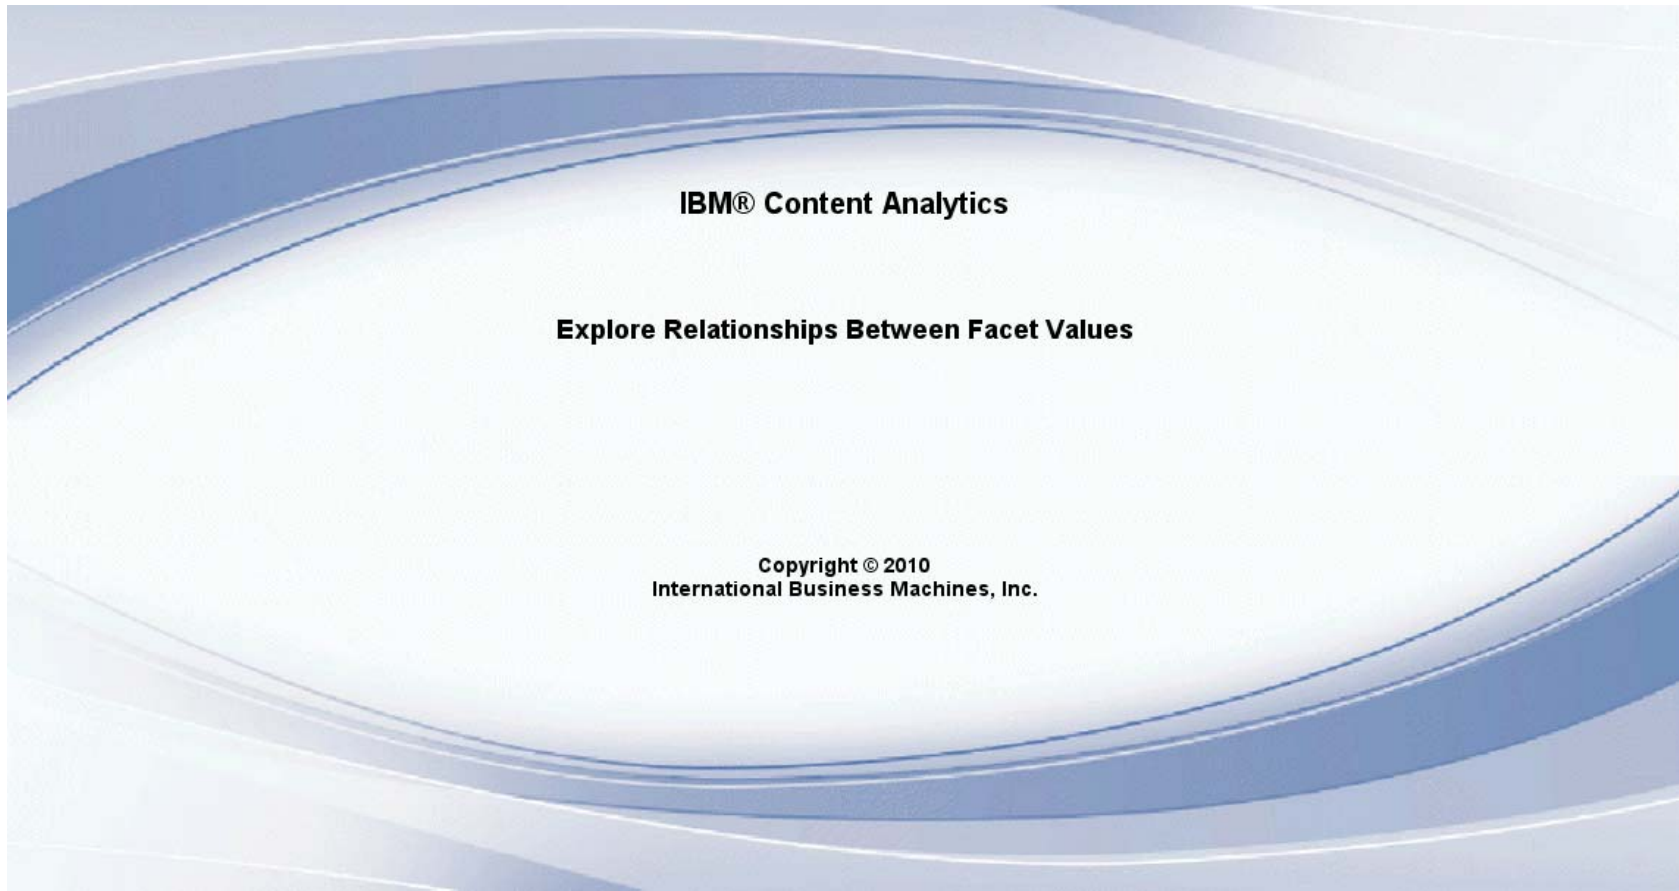 IBM® Content Analytics
Explore Relationships Between Facet Values
Copyright © 2010
International Business Machines, Inc.